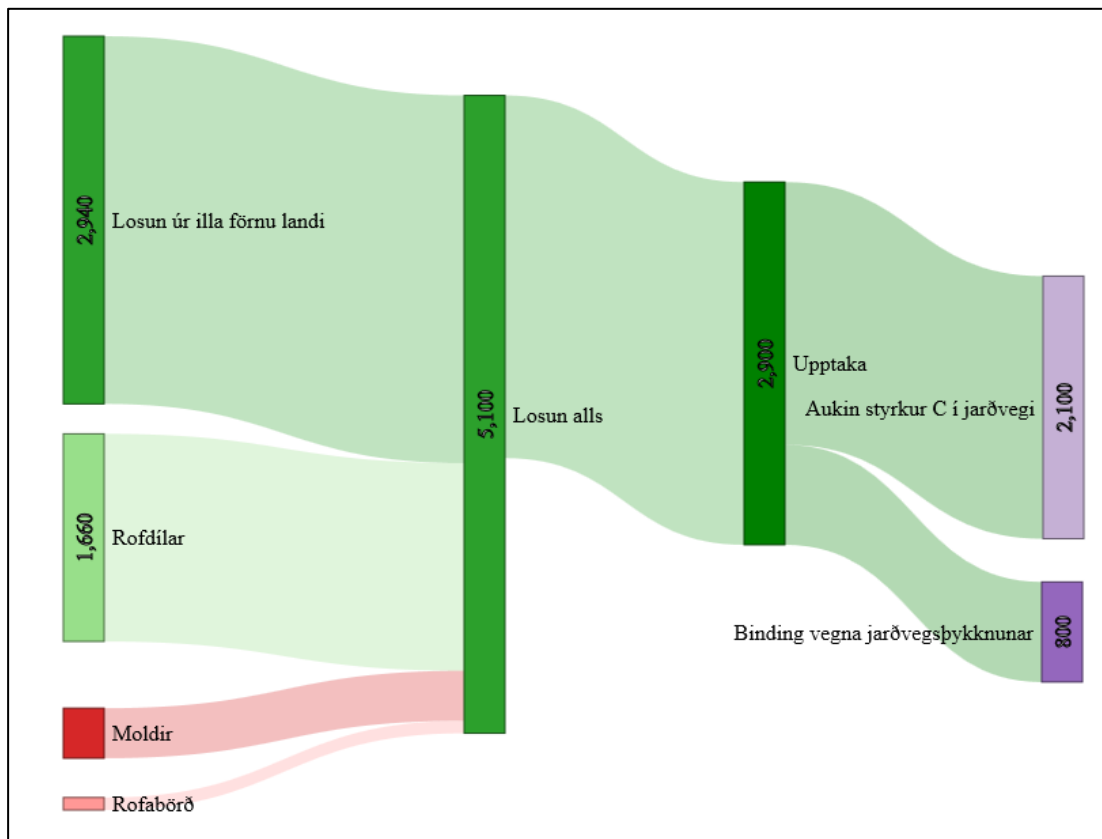 2,940
Losun úr illa förnu landi
1,660
Rofdílar
Moldir
Rofabörð
5,100
Losun alls
2,900
Upptaka
Aukin styrkur C í jarðvegi
2,100
Binding vegna jarðvegsþykknunar
800